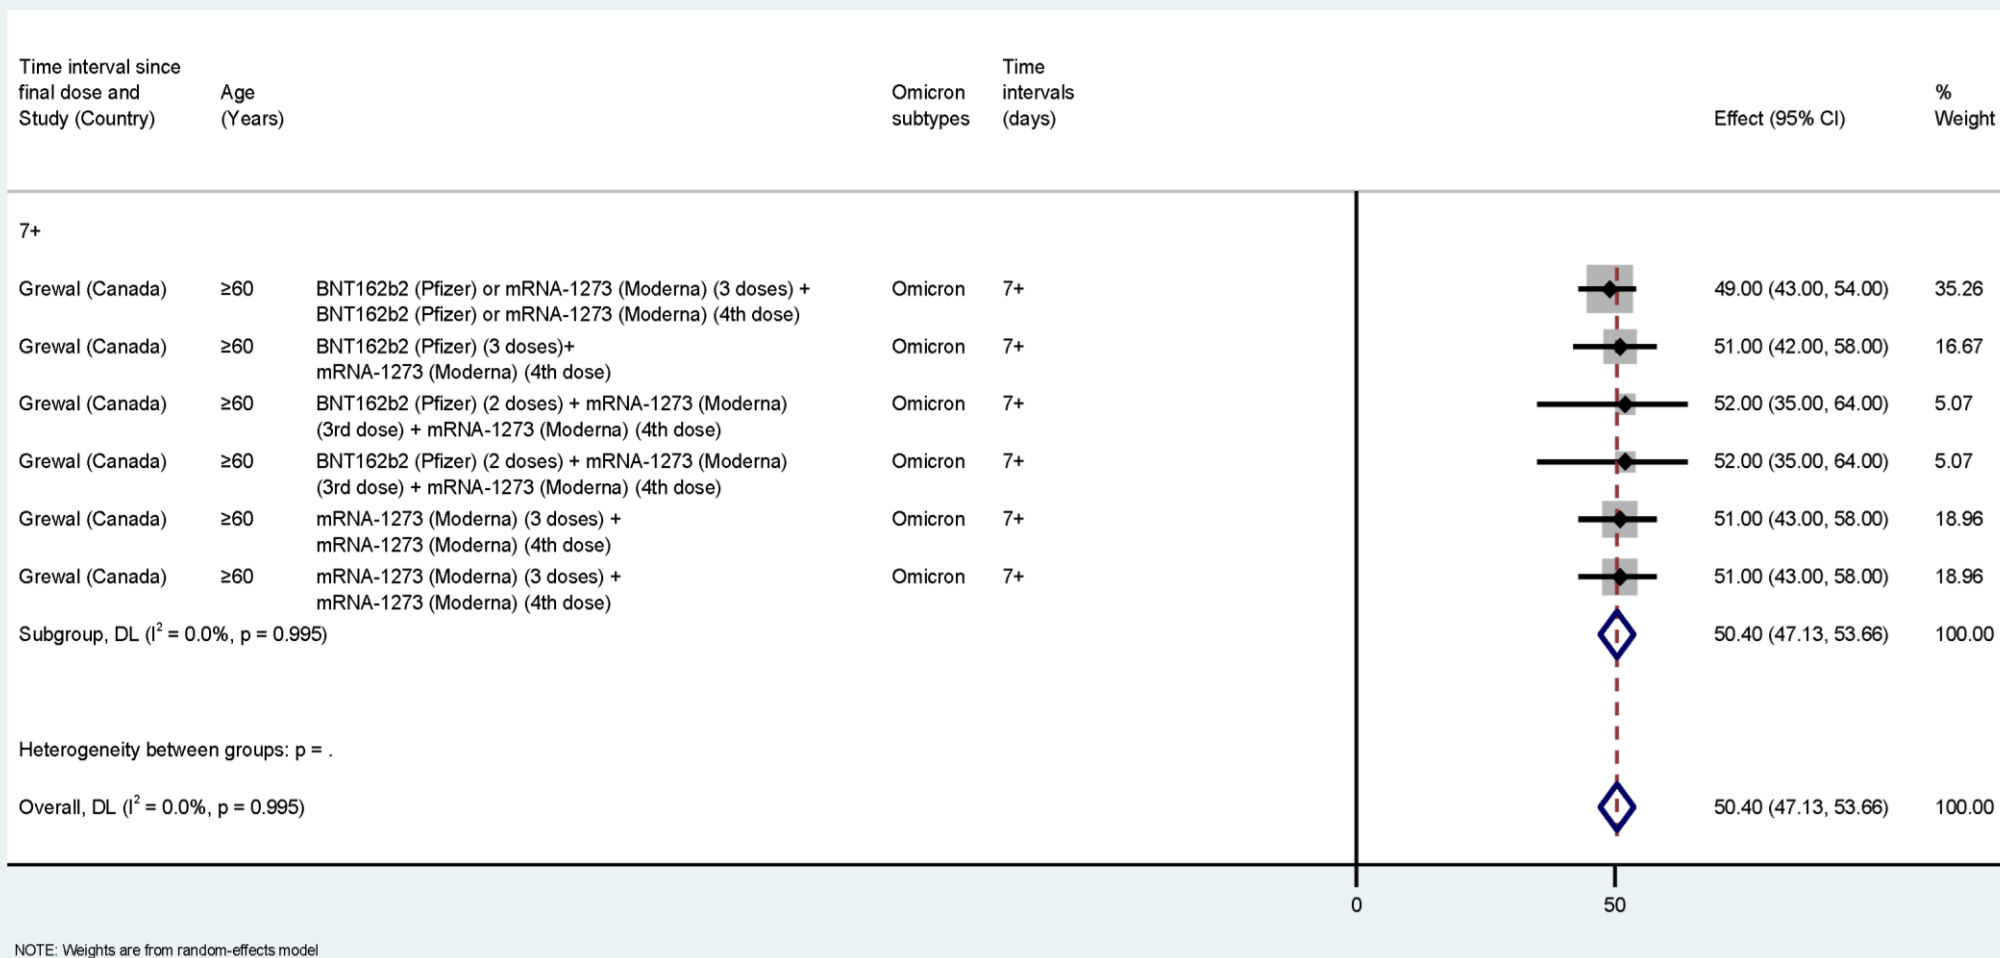 Time interval since
final dose and
Study (Country)
Age
(Years)
Omicron
subtypes
Time
intervals
(days)
Effect (95% CI)
%
Weight
7+
Grewal (Canada) ≥60 BNT162b2 (Pfizer) or mRNA-1273 (Moderna) (3 doses) + Omicron 7+ 49.00 (43.00, 54.00) 35.26
BNT162b2 (Pfizer) or mRNA-1273 (Moderna) (4th dose)
Grewal (Canada) ≥60 BNT162b2 (Pfizer) (3 doses)+ Omicron 7+ 51.00 (42.00, 58.00) 16.67
mRNA-1273 (Moderna) (4th dose)
Grewal (Canada) ≥60 BNT162b2 (Pfizer) (2 doses) + mRNA-1273 (Moderna) Omicron 7+ 52.00 (35.00, 64.00) 5.07
(3rd dose) + mRNA-1273 (Moderna) (4th dose)
Grewal (Canada) ≥60 BNT162b2 (Pfizer) (2 doses) + mRNA-1273 (Moderna) Omicron 7+ 52.00 (35.00, 64.00) 5.07
(3rd dose) + mRNA-1273 (Moderna) (4th dose)
Grewal (Canada) ≥60 mRNA-1273 (Moderna) (3 doses) + Omicron 7+ 51.00 (43.00, 58.00) 18.96
mRNA-1273 (Moderna) (4th dose)
Grewal (Canada) ≥60 mRNA-1273 (Moderna) (3 doses) + Omicron 7+ 51.00 (43.00, 58.00) 18.96
mRNA-1273 (Moderna) (4th dose)
Subgroup, DL (I² = 0.0%, p = 0.995) 50.40 (47.13, 53.66) 100.00
Heterogeneity between groups: p = .
Overall, DL (I² = 0.0%, p = 0.995) 50.40 (47.13, 53.66) 100.00
0 50
NOTE: Weights are from random-effects model